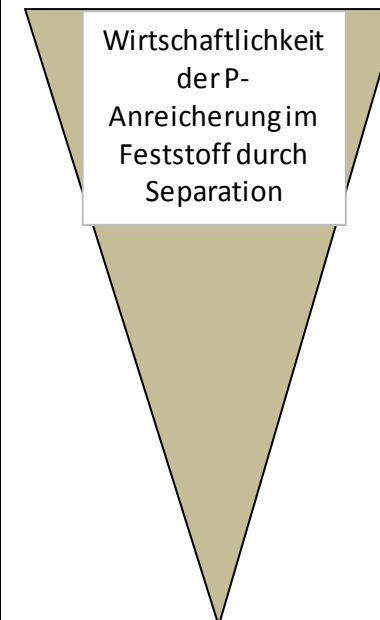 Wirtschaftlichkeit
der P-
Anreicherung im
Feststoff durch
Separation